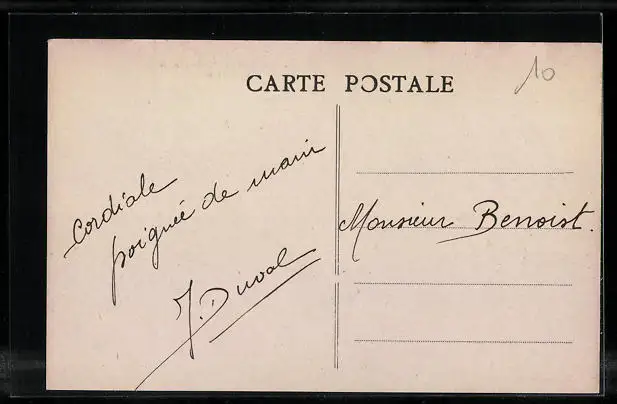 CARTE POSTALE
10
Cordiale
poignée de main
J. Duval
Monsieur Benoist.